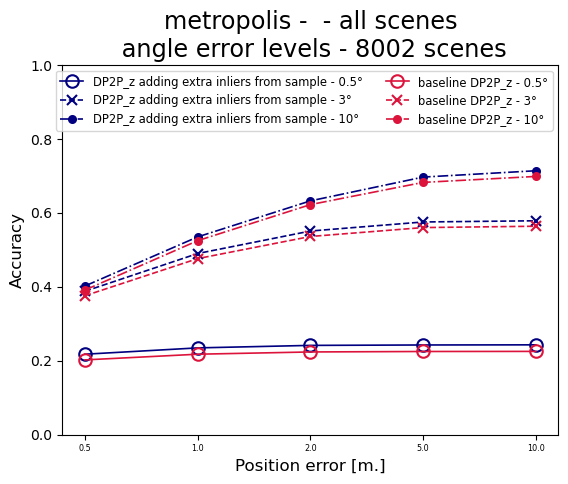 metropolis -  - all scenes
angle error levels - 8002 scenes
DP2P_z adding extra inliers from sample - 0.5°
DP2P_z adding extra inliers from sample - 3°
DP2P_z adding extra inliers from sample - 10°
baseline DP2P_z - 0.5°
baseline DP2P_z - 3°
baseline DP2P_z - 10°
Accuracy
1.0
0.8
0.6
0.4
0.2
0.0
0.5 1.0 2.0 5.0 10.0
Position error [m.]